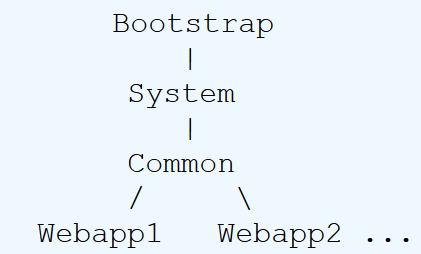 Bootstrap
|
System
|
Common
/ \
Webapp1 Webapp2 ...